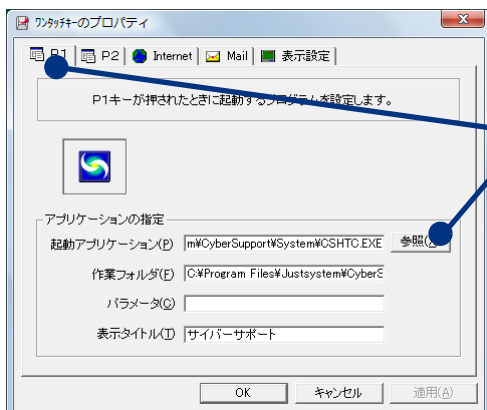 ワンタッチキーのプロパティ
P1 P2 Internet Mail 表示設定
P1キーが押されたときに起動するプログラムを設定します。
アプリケーションの指定
起動アプリケーション(P) m¥CyberSupport¥System¥CSHTC.EXE 参照
作業フォルダ(F) C:¥Program Files¥Justsystem¥CyberS
パラメータ(C)
表示タイトル(T) サイバーサポート
OK キャンセル 適用(A)